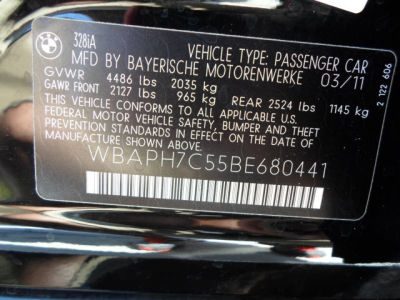 328iA
VEHICLE TYPE: PASSENGER CAR
MFD BY BAYERISCHE MOTORENWERKE 03/11
GVWR 4486 lbs 2035 kg
GAWR FRONT 2127 lbs 965 kg REAR 2524 lbs 1145 kg
THIS VEHICLE CONFORMS TO ALL APPLICABLE U.S.
FEDERAL MOTOR VEHICLE SAFETY, BUMPER, AND THEFT
PREVENTION STANDARDS IN EFFECT ON THE DATE OF
MANUFACTURE SHOWN ABOVE.
WBAPH7C55BE680441
2 122 606